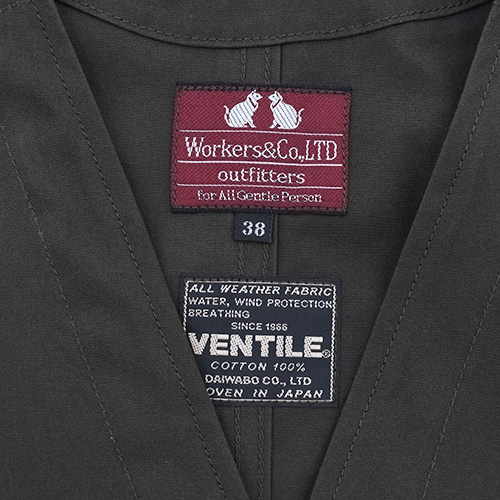 Workers&Co,LTD
outfitters
for All Gentle Person
38
ALL WEATHER FABRIC
WATER, WIND PROTECTION
BREATHING
SINCE 1966
VENTILE®
COTTON 100%
DAIWABO CO., LTD
OVEN IN JAPAN